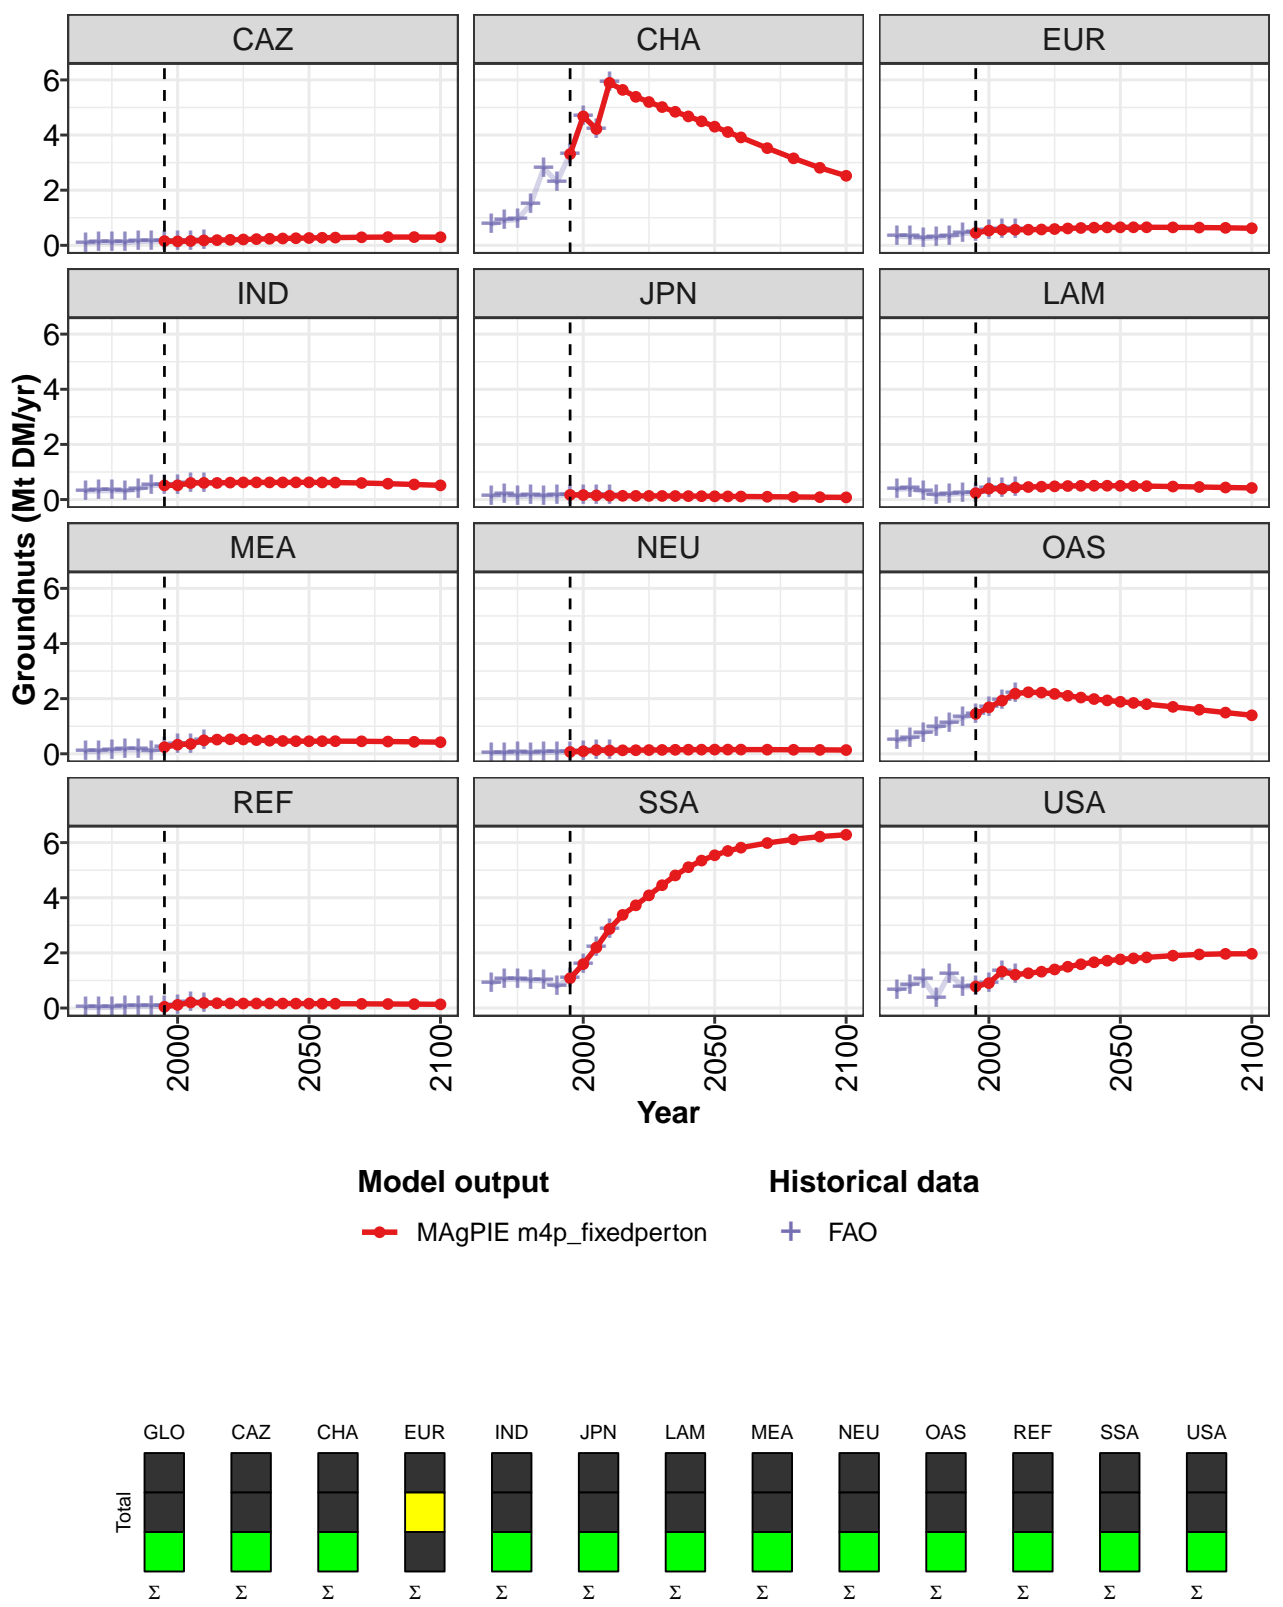 CAZ CHA EUR
6
4
2
0
IND JPN LAM
6
4
2
0
MEA NEU OAS
6
4
2
0
REF SSA USA
6
4
2
0
Groundnuts (Mt DM/yr)
2000 2050 2100 2000 2050 2100 2000 2050 2100
Year
Model output Historical data
MAgPIE m4p_fixedperton FAO
GLO CAZ CHA EUR IND JPN LAM MEA NEU OAS REF SSA USA
Total
Σ Σ Σ Σ Σ Σ Σ Σ Σ Σ Σ Σ Σ